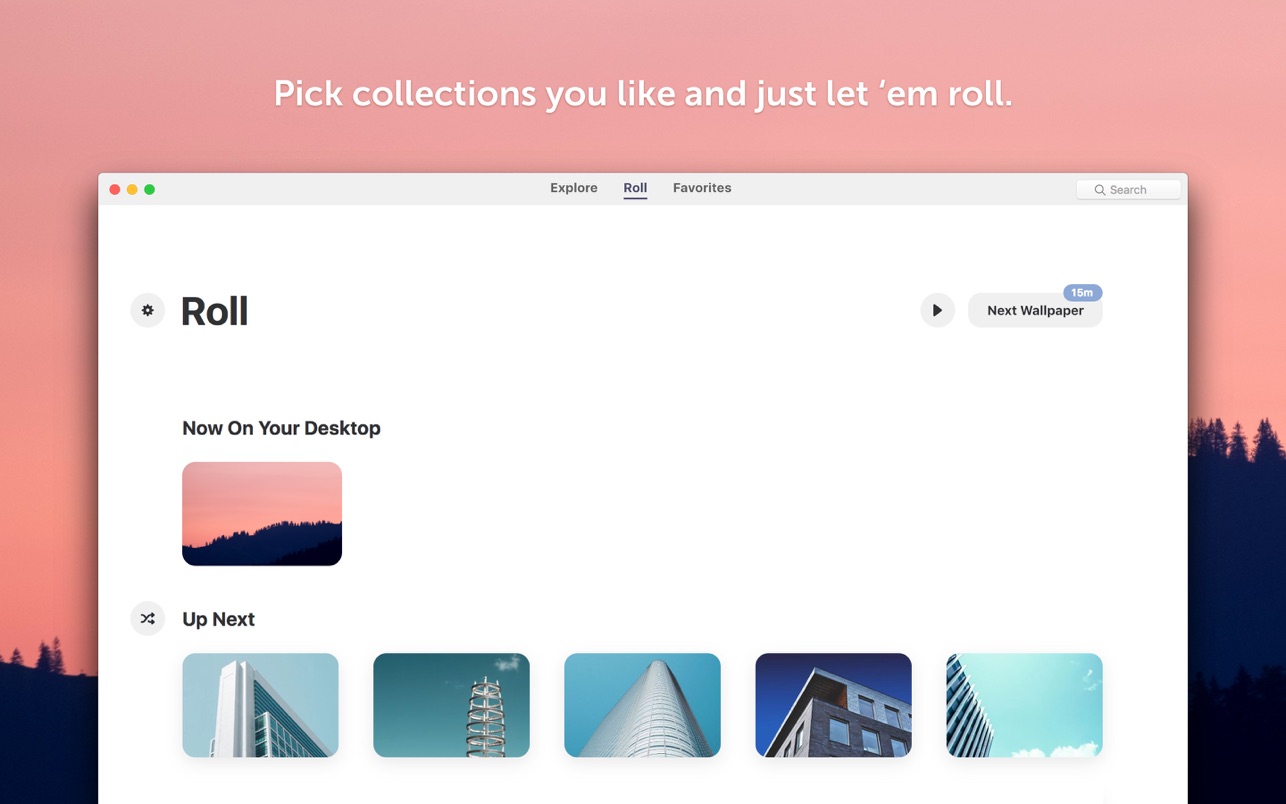 Pick collections you like and just let ‘em roll.
Explore
Roll
Favorites
Search
Roll
15m
Next Wallpaper
Now On Your Desktop
Up Next